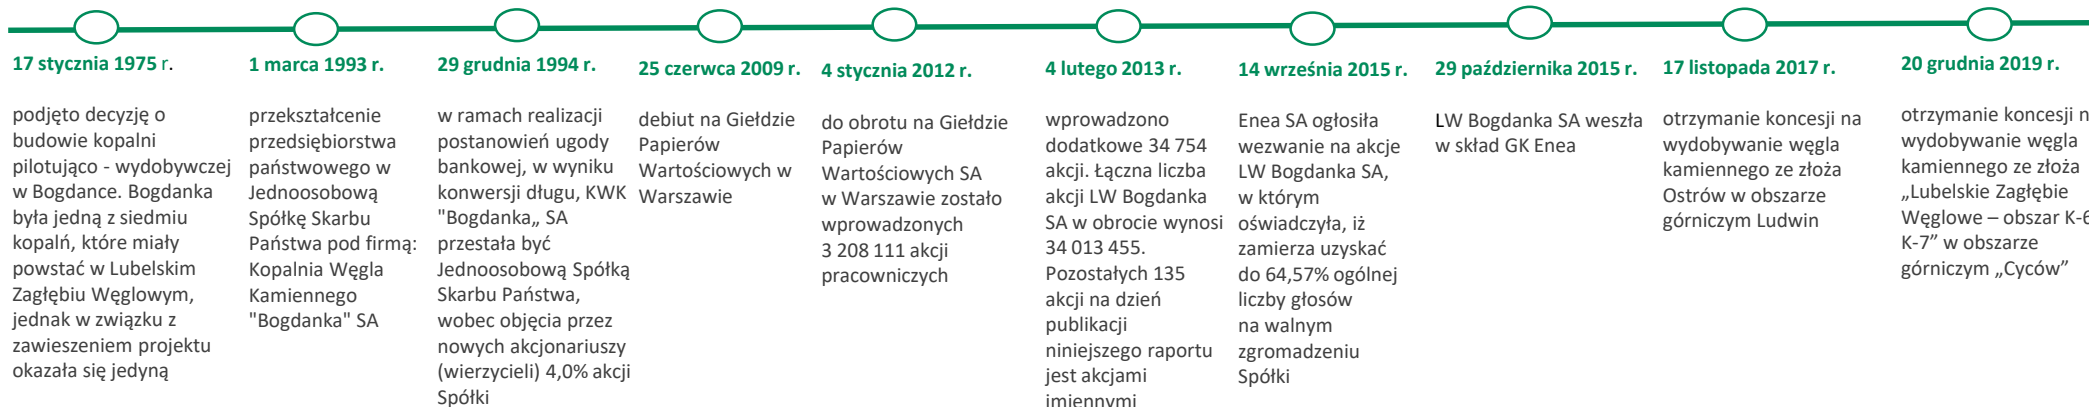 17 stycznia 1975 r.
podjęto decyzję o
budowie kopalni
pilotująco - wydobywczej
w Bogdance. Bogdanka
była jedną z siedmiu
kopalń, które miały
powstać w Lubelskim
Zagłębiu Węglowym,
jednak w związku z
zawieszeniem projektu
okazała się jedyną
1 marca 1993 r.
przekształcenie
przedsiębiorstwa
państwowego w
Jednoosobową
Spółkę Skarbu
Państwa pod firmą:
Kopalnia Węgla
Kamiennego
"Bogdanka" SA
29 grudnia 1994 r.
w ramach realizacji
postanowień ugody
bankowej, w wyniku
konwersji długu, KWK
"Bogdanka„ SA
przestała być
Jednoosobową Spółką
Skarbu Państwa,
wobec objęcia przez
nowych akcjonariuszy
(wierzycieli) 4,0% akcji
Spółki
25 czerwca 2009 r.
debiut na Giełdzie
Papierów
Wartościowych w
Warszawie
4 stycznia 2012 r.
do obrotu na Giełdzie
Papierów
Wartościowych SA
w Warszawie zostało
wprowadzonych
3 208 111 akcji
pracowniczych
4 lutego 2013 r.
wprowadzono
dodatkowe 34 754
akcji. Łączna liczba
akcji LW Bogdanka
SA w obrocie wynosi
34 013 455.
Pozostałych 135
akcji na dzień
publikacji
niniejszego raportu
jest akcjami
imiennymi
14 września 2015 r.
Enea SA ogłosiła
wezwanie na akcje
LW Bogdanka SA,
w którym
oświadczyła, iż
zamierza uzyskać
do 64,57% ogólnej
liczby głosów
na walnym
zgromadzeniu
Spółki
29 października 2015 r.
LW Bogdanka SA weszła
w skład GK Enea
17 listopada 2017 r.
otrzymanie koncesji na
wydobywanie węgla
kamiennego ze złoża
Ostrów w obszarze
górniczym Ludwin
20 grudnia 2019 r.
otrzymanie koncesji
wydobywanie węgla
kamiennego ze złoża
„Lubelskie Zagłębie
Węglowe – obszar
K-7” w obszarze
górniczym „Cyców”